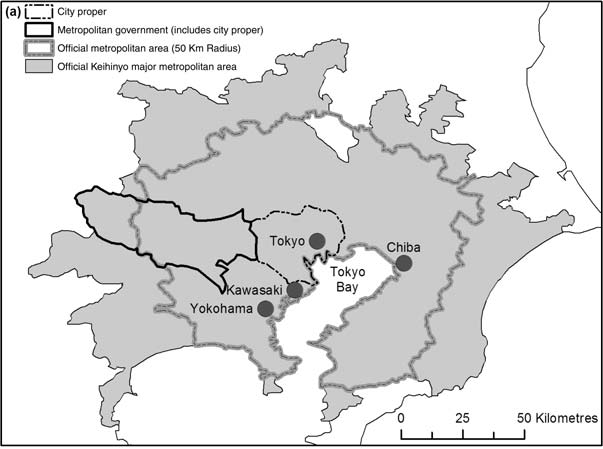 (a)
City proper
Metropolitan government (includes city proper)
Official metropolitan area (50 Km Radius)
Official Keihinyo major metropolitan area
Tokyo
Chiba
Tokyo
Bay
Kawasaki
Yokohama
0 25 50 Kilometres